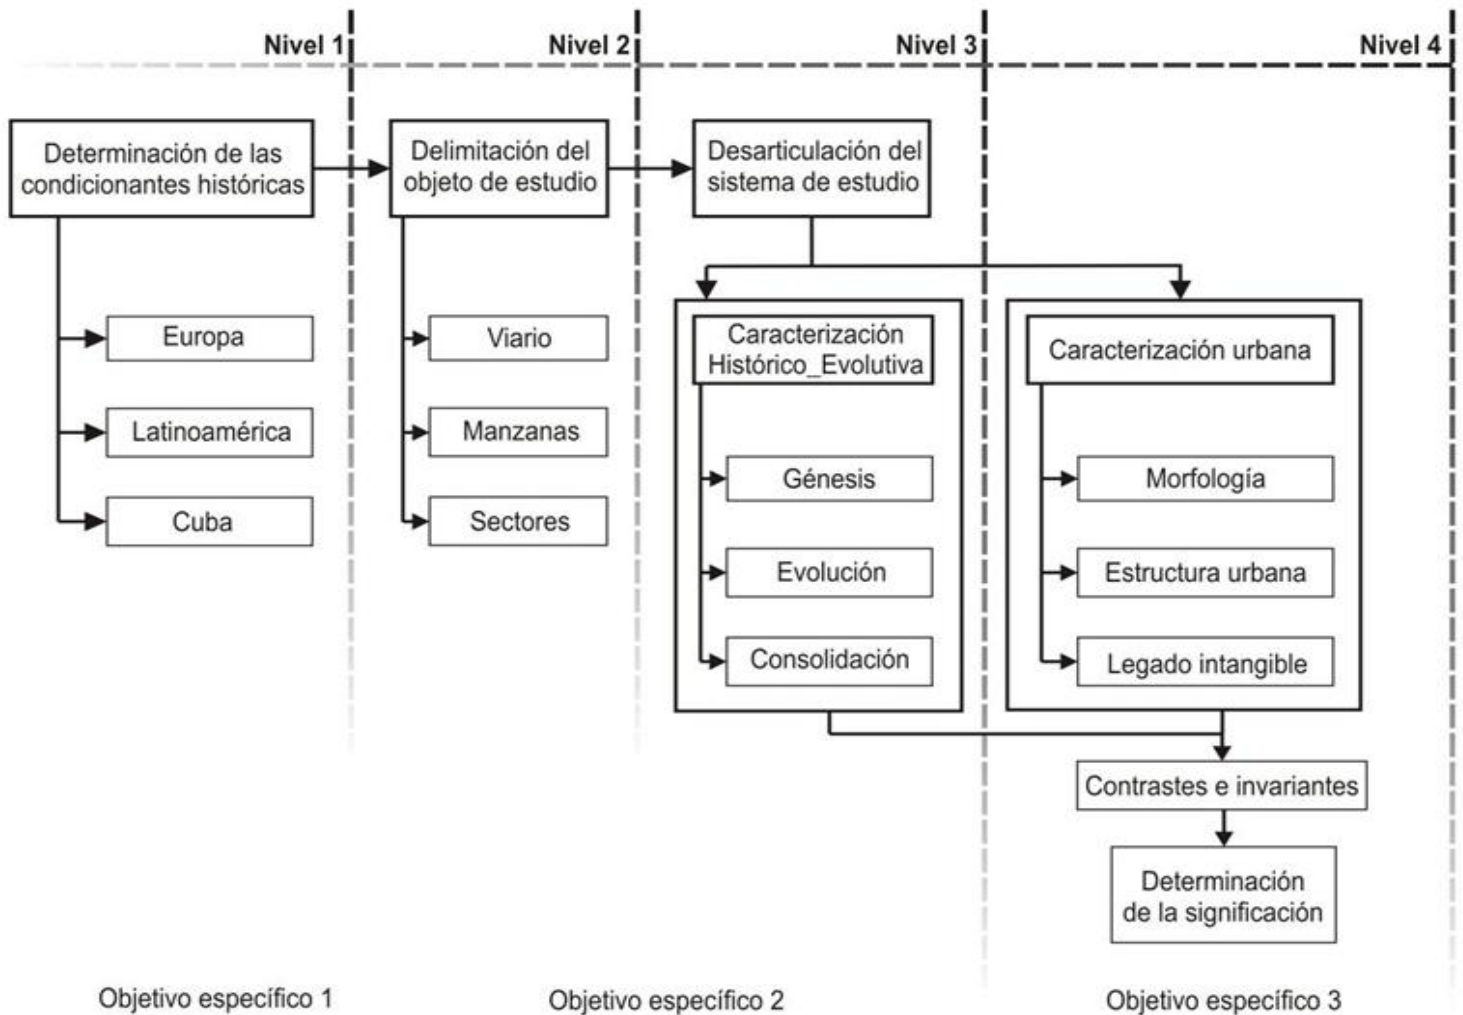 Nivel 1
Nivel 2
Nivel 3
Nivel 4
Determinación de las
condicionantes históricas
Delimitación del
objeto de estudio
Desarticulación del
sistema de estudio
Europa
Latinoamérica
Cuba
Viario
Manzanas
Sectores
Caracterización
Histórico_Evolutiva
Génesis
Evolución
Consolidación
Caracterización urbana
Morfología
Estructura urbana
Legado intangible
Contrastes e invariantes
Determinación
de la significación
Objetivo específico 1
Objetivo específico 2
Objetivo específico 3